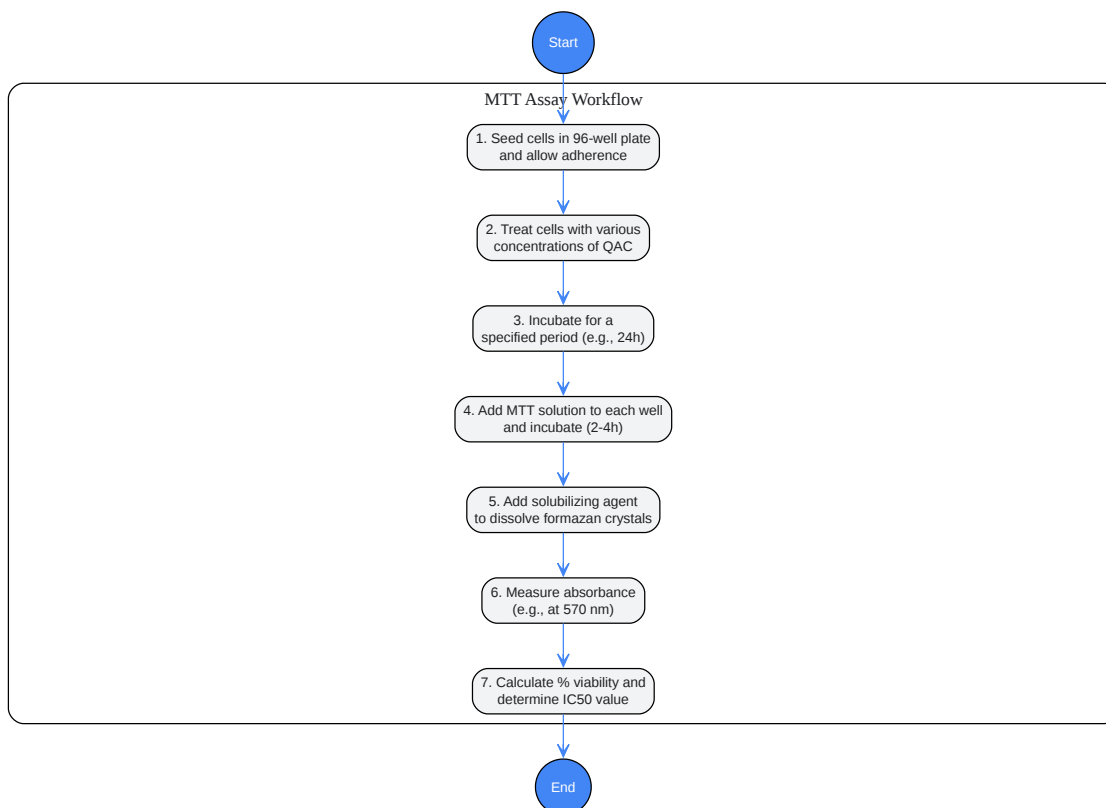 Start
MTT Assay Workflow
1. Seed cells in 96-well plate
and allow adherence
2. Treat cells with various
concentrations of QAC
3. Incubate for a
specified period (e.g., 24h)
4. Add MTT solution to each well
and incubate (2-4h)
5. Add solubilizing agent
to dissolve formazan crystals
6. Measure absorbance
(e.g., at 570 nm)
7. Calculate % viability and
determine IC50 value
End